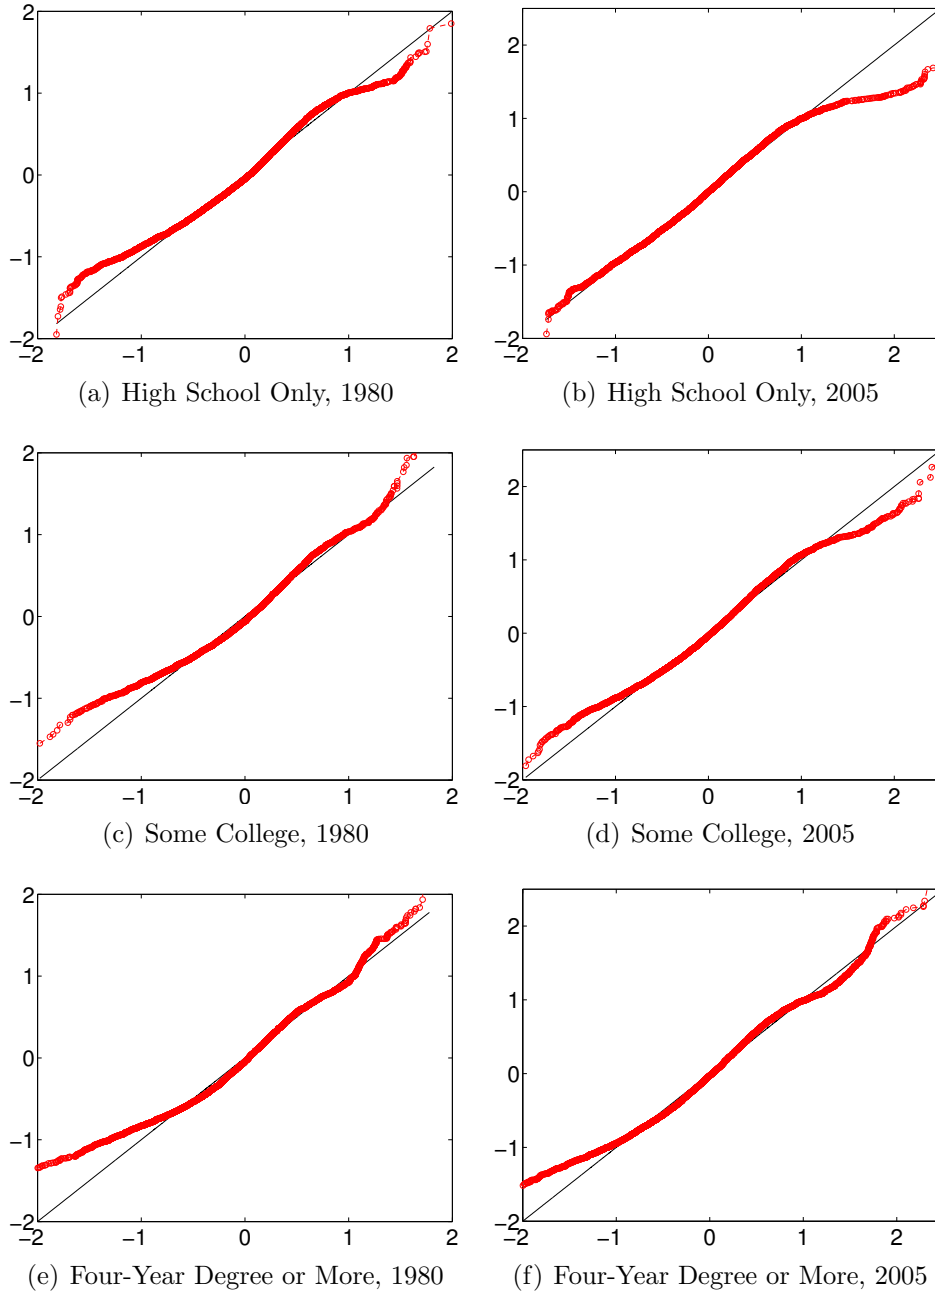 2
1
0
−1
−2
−2 −1 0 1 2
(a) High School Only, 1980
2
1
0
−1
−2
−2 −1 0 1 2
(b) High School Only, 2005
2
1
0
−1
−2
−2 −1 0 1 2
(c) Some College, 1980
2
1
0
−1
−2
−2 −1 0 1 2
(d) Some College, 2005
2
1
0
−1
−2
−2 −1 0 1 2
(e) Four-Year Degree or More, 1980
2
1
0
−1
−2
−2 −1 0 1 2
(f) Four-Year Degree or More, 2005